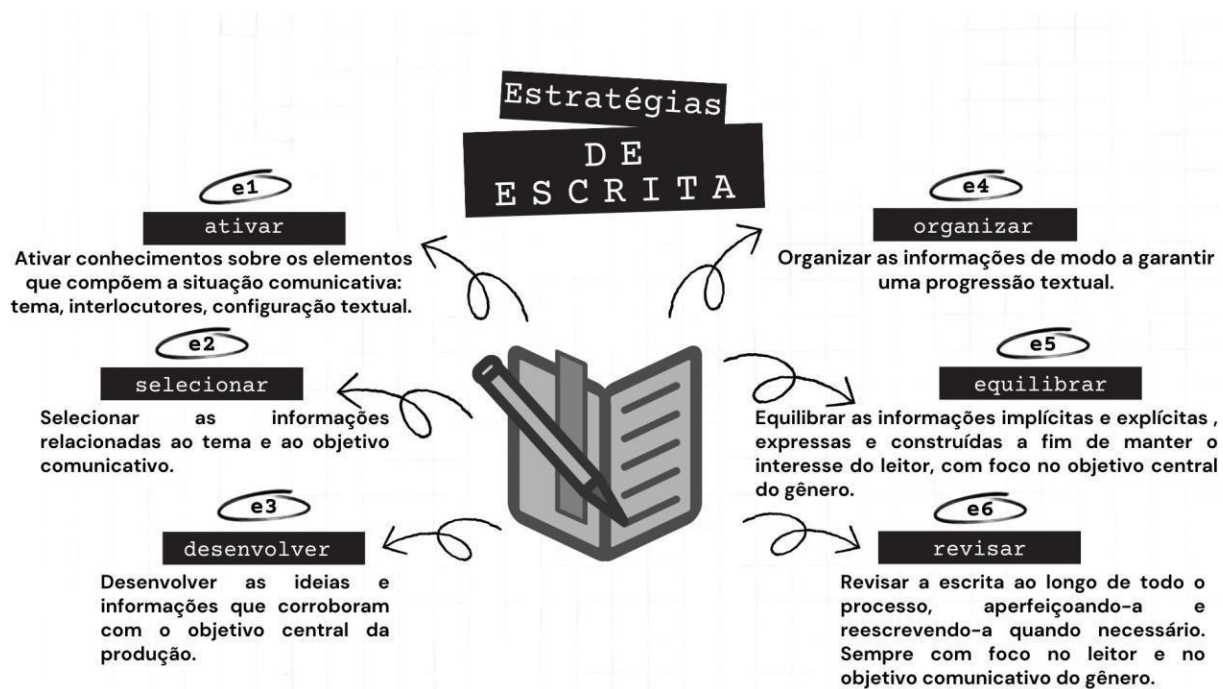 Estratégias
DE
ESCRITA
e1
ativar
Ativar conhecimentos sobre os elementos
que compõem a situação comunicativa:
tema, interlocutores, configuração textual.
e2
selecionar
Selecionar as informações
relacionadas ao tema e ao objetivo
comunicativo.
e3
desenvolver
Desenvolver as ideias e
informações que corroboram
com o objetivo central da
produção.
e4
organizar
Organizar as informações de modo a garantir
uma progressão textual.
e5
equilibrar
Equilibrar as informações implícitas e explícitas ,
expressas e construídas a fim de manter o
interesse do leitor, com foco no objetivo central
do gênero.
e6
revisar
Revisar a escrita ao longo de todo o
processo, aperfeiçoando-a e
reescrevendo-a quando necessário.
Sempre com foco no leitor e no
objetivo comunicativo do gênero.